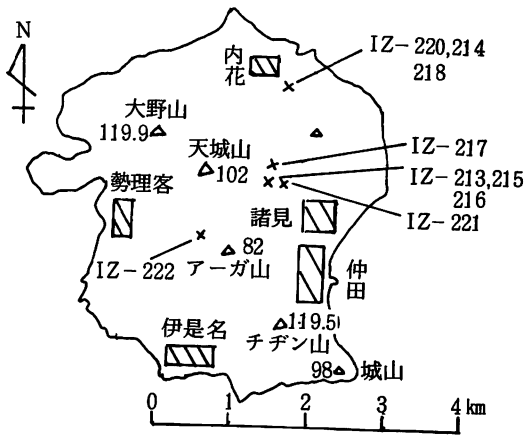 N
内花
IZ-220,214
218
大野山
119.9
天城山
102
IZ-217
IZ-213,215
216
IZ-221
勢理客
諸見
IZ-222
82
アーガ山
仲田
伊是名
119.5
チヂン山
98
城山
0 1 2 3 4 km